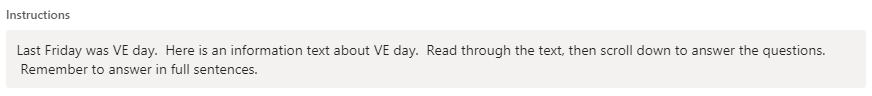 Instructions
Last Friday was VE day.  Here is an information text about VE day.  Read through the text, then scroll down to answer the questions.
Remember to answer in full sentences.